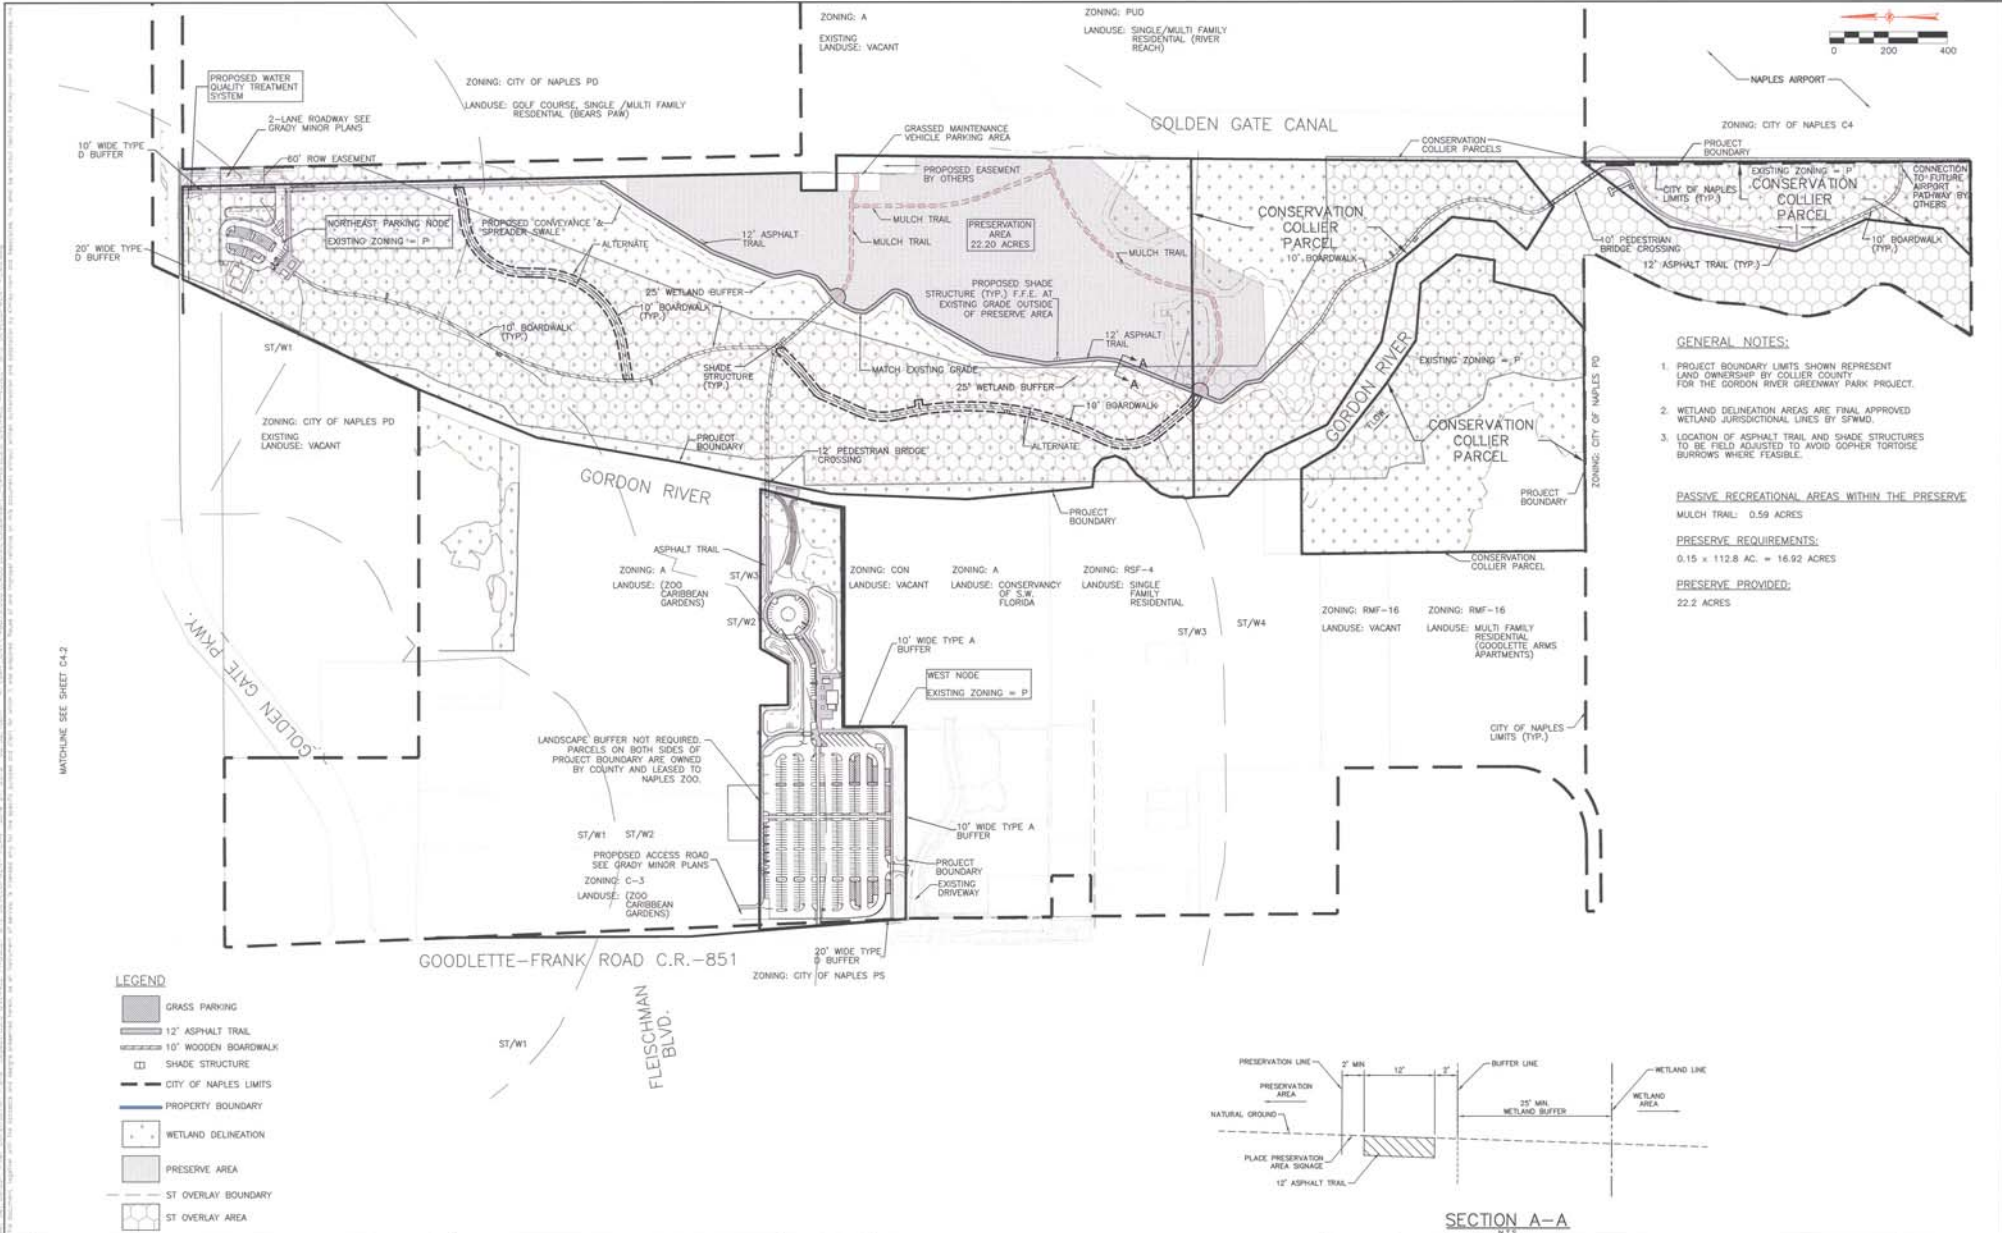 ZONING: A
EXISTING
LANDUSE: VACANT
ZONING: PUD
LANDUSE: SINGLE/MULTI FAMILY
RESIDENTIAL (RIVER
REACH)
0 200 400
NAPLES AIRPORT
ZONING: CITY OF NAPLES C4
PROPOSED WATER
QUALITY TREATMENT
SYSTEM
ZONING: CITY OF NAPLES PD
LANDUSE: GOLF COURSE, SINGLE /MULTI FAMILY
RESDENTIAL (BEARS PAW)
2-LANE ROADWAY SEE
GRADY MINOR PLANS
10' WIDE TYPE
D BUFFER
60' ROW EASEMENT
GRASSED MAINTENANCE
VEHICLE PARKING AREA
GOLDEN GATE CANAL
CONSERVATION
COLLIER PARCELS
PROJECT
BOUNDARY
PROPOSED EASEMENT
BY OTHERS
EXISTING ZONING = P
CONSERVATION
COLLIER
PARCEL
CITY OF NAPLES
LIMITS (TYP.)
CONNECTION
TO FUTURE
AIRPORT
PATHWAY BY
OTHERS
NORTHEAST PARKING NODE
EXISTING ZONING = P
PROPOSED CONVEYANCE &
SPREADER SWALE
ALTERNATE
12' ASPHALT
TRAIL
MULCH TRAIL
MULCH TRAIL
PRESERVATION
AREA
22.20 ACRES
MULCH TRAIL
CONSERVATION
COLLIER
PARCEL
10' BOARDWALK
10' PEDESTRIAN
BRIDGE CROSSING
10' BOARDWALK
(TYP.)
12' ASPHALT TRAIL (TYP.)
20' WIDE TYPE
D BUFFER
25' WETLAND BUFFER
10' BOARDWALK
(TYP.)
10' BOARDWALK
(TYP.)
PROPOSED SHADE
STRUCTURE (TYP.) F.F.E. AT
EXISTING GRADE OUTSIDE
OF PRESERVE AREA
12' ASPHALT
TRAIL
A
A
ST/W1
SHADE
STRUCTURE
(TYP.)
MATCH EXISTING GRADE
25' WETLAND BUFFER
10' BOARDWALK
ALTERNATE
GORDON RIVER
FLOW
EXISTING ZONING = P
CONSERVATION
COLLIER
PARCEL
ZONING: CITY OF NAPLES PD
PROJECT
BOUNDARY
ZONING: CITY OF NAPLES PD
EXISTING
LANDUSE: VACANT
PROJECT
BOUNDARY
12' PEDESTRIAN BRIDGE
CROSSING
GORDON RIVER
PROJECT
BOUNDARY
CONSERVATION
COLLIER PARCEL
GENERAL NOTES:
1. PROJECT BOUNDARY LIMITS SHOWN REPRESENT
LAND OWNERSHIP BY COLLIER COUNTY
FOR THE GORDON RIVER GREENWAY PARK PROJECT.
2. WETLAND DELINEATION AREAS ARE FINAL APPROVED
WETLAND JURISDICTIONAL LINES BY SFWMD.
3. LOCATION OF ASPHALT TRAIL AND SHADE STRUCTURES
TO BE FIELD ADJUSTED TO AVOID GOPHER TORTOISE
BURROWS WHERE FEASIBLE.
PASSIVE RECREATIONAL AREAS WITHIN THE PRESERVE
MULCH TRAIL: 0.59 ACRES
PRESERVE REQUIREMENTS:
0.15 x 112.8 AC. = 16.92 ACRES
PRESERVE PROVIDED:
22.2 ACRES
ASPHALT TRAIL
ZONING: A
LANDUSE: (ZOO
CARIBBEAN
GARDENS)
ST/W3
ST/W2
ZONING: CON
LANDUSE: VACANT
ZONING: A
LANDUSE: CONSERVANCY
OF S.W.
FLORIDA
ZONING: RSF-4
LANDUSE: SINGLE
FAMILY
RESIDENTIAL
ST/W3
ST/W4
ZONING: RMF-16
LANDUSE: VACANT
ZONING: RMF-16
LANDUSE: MULTI FAMILY
RESIDENTIAL
(GOODLETTE ARMS
APARTMENTS)
10' WIDE TYPE A
BUFFER
WEST NODE
EXISTING ZONING = P
MATCHLINE SEE SHEET C4-2
GOLDEN GATE PKWY.
LANDSCAPE BUFFER NOT REQUIRED.
PARCELS ON BOTH SIDES OF
PROJECT BOUNDARY ARE OWNED
BY COUNTY AND LEASED TO
NAPLES ZOO.
CITY OF NAPLES
LIMITS (TYP.)
ST/W1 ST/W2
PROPOSED ACCESS ROAD
SEE GRADY MINOR PLANS
ZONING: C-3
LANDUSE: (ZOO
CARIBBEAN
GARDENS)
10' WIDE TYPE A
BUFFER
PROJECT
BOUNDARY
EXISTING
DRIVEWAY
GOODLETTE-FRANK ROAD C.R.-851
20' WIDE TYPE
D BUFFER
ZONING: CITY OF NAPLES PS
FLEISCHMAN
BLVD.
ST/W1
LEGEND
GRASS PARKING
12' ASPHALT TRAIL
10' WOODEN BOARDWALK
SHADE STRUCTURE
CITY OF NAPLES LIMITS
PROPERTY BOUNDARY
WETLAND DELINEATION
PRESERVE AREA
ST OVERLAY BOUNDARY
ST OVERLAY AREA
PRESERVATION LINE
2' MIN
12'
2'
BUFFER LINE
WETLAND LINE
PRESERVATION
AREA
25' MIN.
WETLAND BUFFER
WETLAND
AREA
NATURAL GROUND
PLACE PRESERVATION
AREA SIGNAGE
12' ASPHALT TRAIL
SECTION A-A